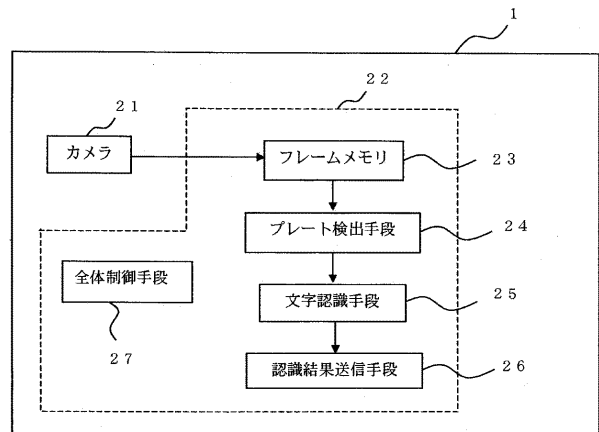 1
22
21
カメラ
フレームメモリ
23
プレート検出手段
24
全体制御手段
文字認識手段
25
27
認識結果送信手段
26